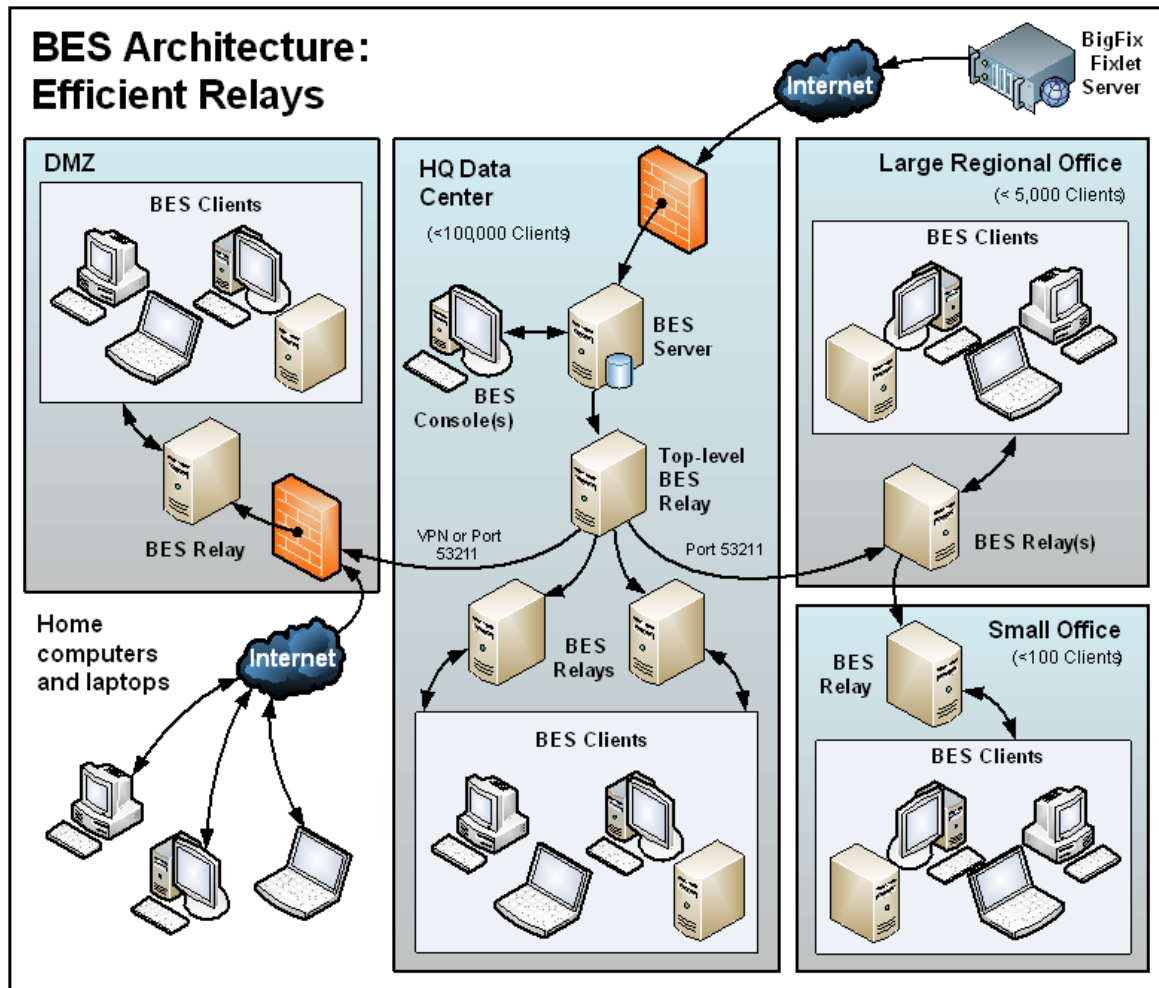 BES Architecture:
Efficient Relays
BigFix
Fixlet
Server
Internet
DMZ
BES Clients
BES Relay
HQ Data
Center
(<100,000 Clients)
BES
Server
BES
Console(s)
Top-level
BES
Relay
VPN or Port
53211
Port 53211
BES
Relays
BES Clients
Large Regional Office
(< 5,000 Clients)
BES Clients
BES Relay(s)
Small Office
(<100 Clients)
BES
Relay
BES Clients
Home
computers
and laptops
Internet